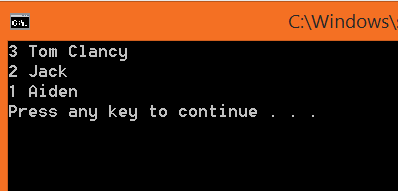 C:\Windows\s
3 Tom Clancy
2 Jack
1 Aiden
Press any key to continue . . .